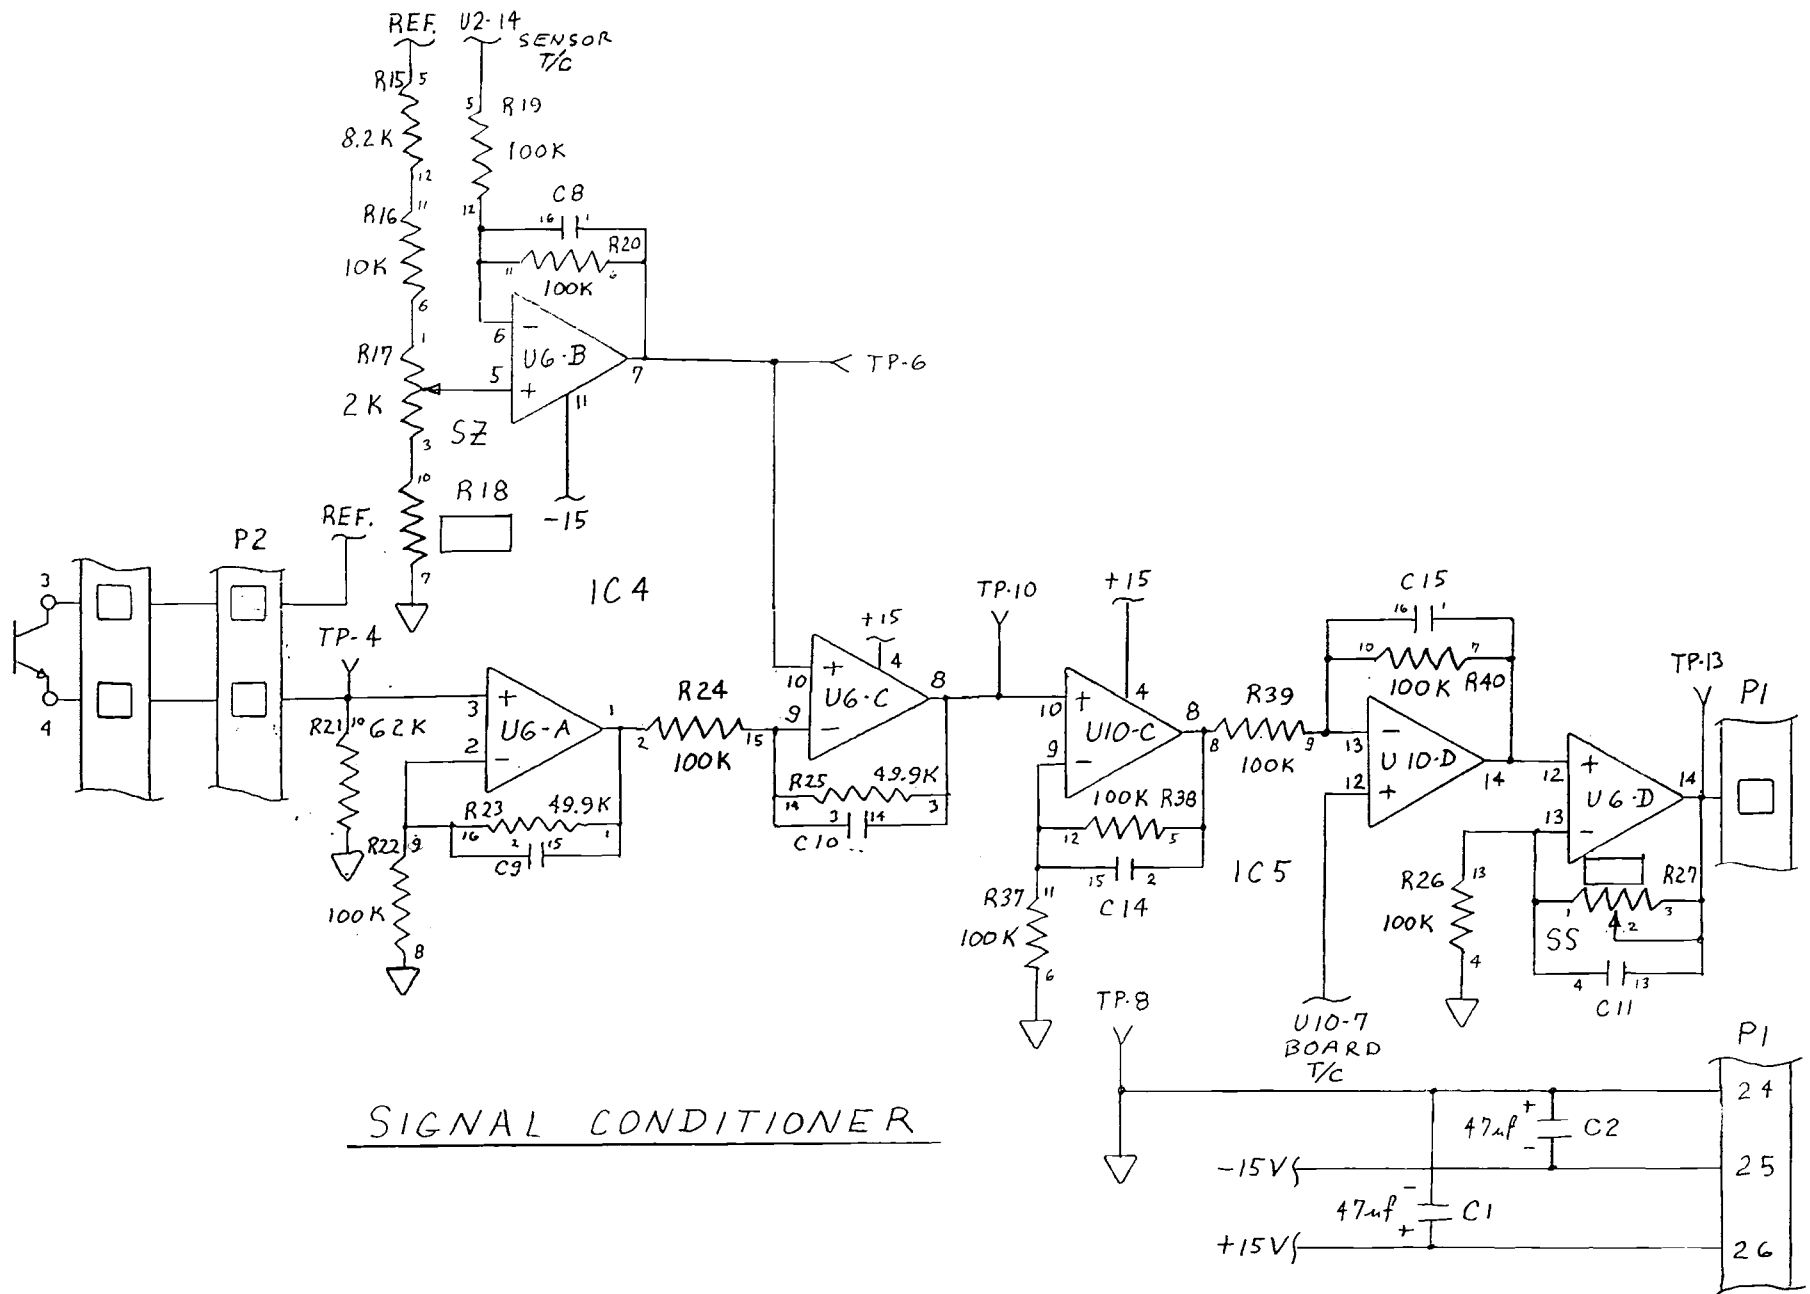 REF.
U2-14
SENSOR
T/C
R15 5
8.2K
12
5 R19
100K
12
11
R16
10K
6
C8
16 1
R20
11 6
100K
1
R17
2K
3
SZ
6 −
U6-B
5 +
7
11
-15
TP-6
10
R18
7
REF.
P2
3
4
IC4
TP-4
R21 10 62K
3 +
U6-A
2 −
1
R24
2 15
100K
+15
4
10 +
U6-C
9 −
8
TP-10
+15
4
10 +
U10-C
9 −
8
R39
8 9
100K
C15
16 1
10 7
100K R40
13 −
U10-D
12 +
14
12 +
U6-D
13 −
14
TP-13
P1
R23 49.9K
16 1
2 15
C9
R22 9
100K
8
R25 49.9K
14 3
3 14
C10
100K R38
12 5
15 2
C14
R37 11
100K
6
IC5
R26 13
100K
4
R27
1 3
SS 2
4 13
C11
U10-7
BOARD
T/C
TP-8
P1
24
47uf + − C2
-15V 25
47uf − + C1
+15V 26
SIGNAL CONDITIONER